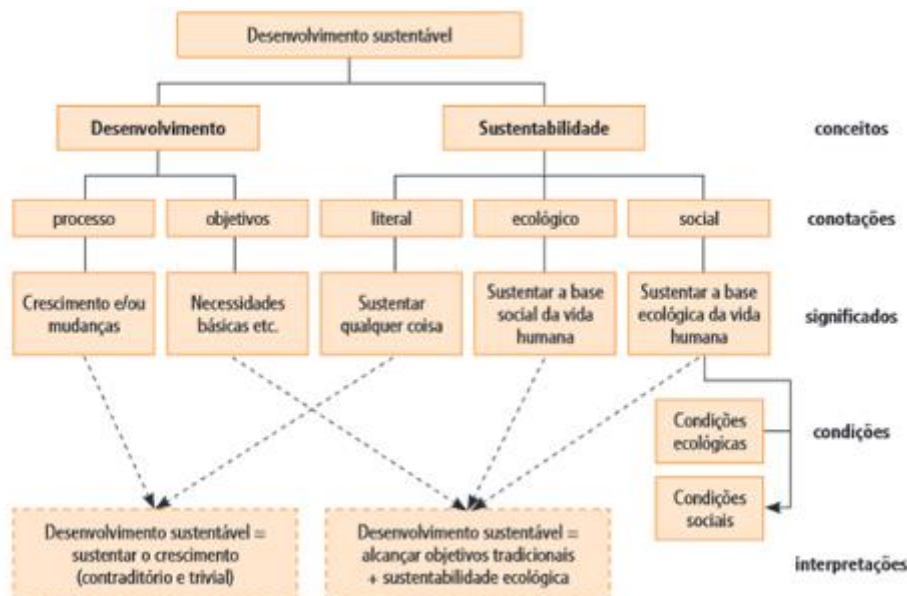 Desenvolvimento sustentável
Desenvolvimento
Sustentabilidade
conceitos
processo
objetivos
literal
ecológico
social
conotações
Crescimento e/ou
mudanças
Necessidades
básicas etc.
Sustentar
qualquer coisa
Sustentar a base
social da vida
humana
Sustentar a base
ecológica da vida
humana
significados
Condições
ecológicas
condições
Condições
sociais
Desenvolvimento sustentável =
sustentar o crescimento
(contraditório e trivial)
Desenvolvimento sustentável =
alcançar objetivos tradicionais
+ sustentabilidade ecológica
interpretações